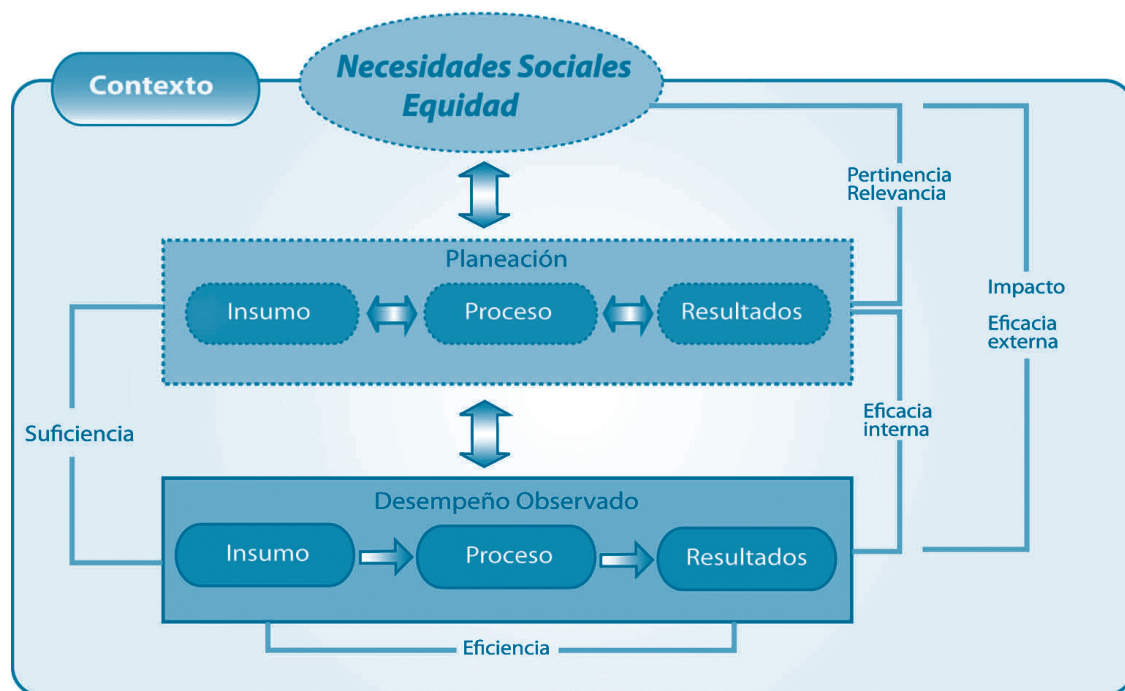 Contexto
Necesidades Sociales
Equidad
Pertinencia
Relevancia
Planeación
Insumo
Proceso
Resultados
Impacto
Eficacia
externa
Eficacia
interna
Suficiencia
Desempeño Observado
Insumo
Proceso
Resultados
Eficiencia